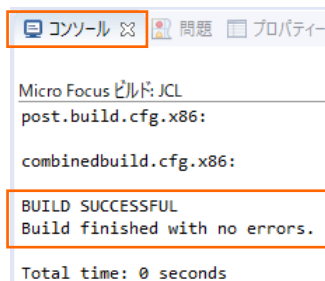 コンソール 問題 プロパティー
Micro Focus ビルド: JCL
post.build.cfg.x86:
combinedbuild.cfg.x86:
BUILD SUCCESSFUL
Build finished with no errors.
Total time: 0 seconds